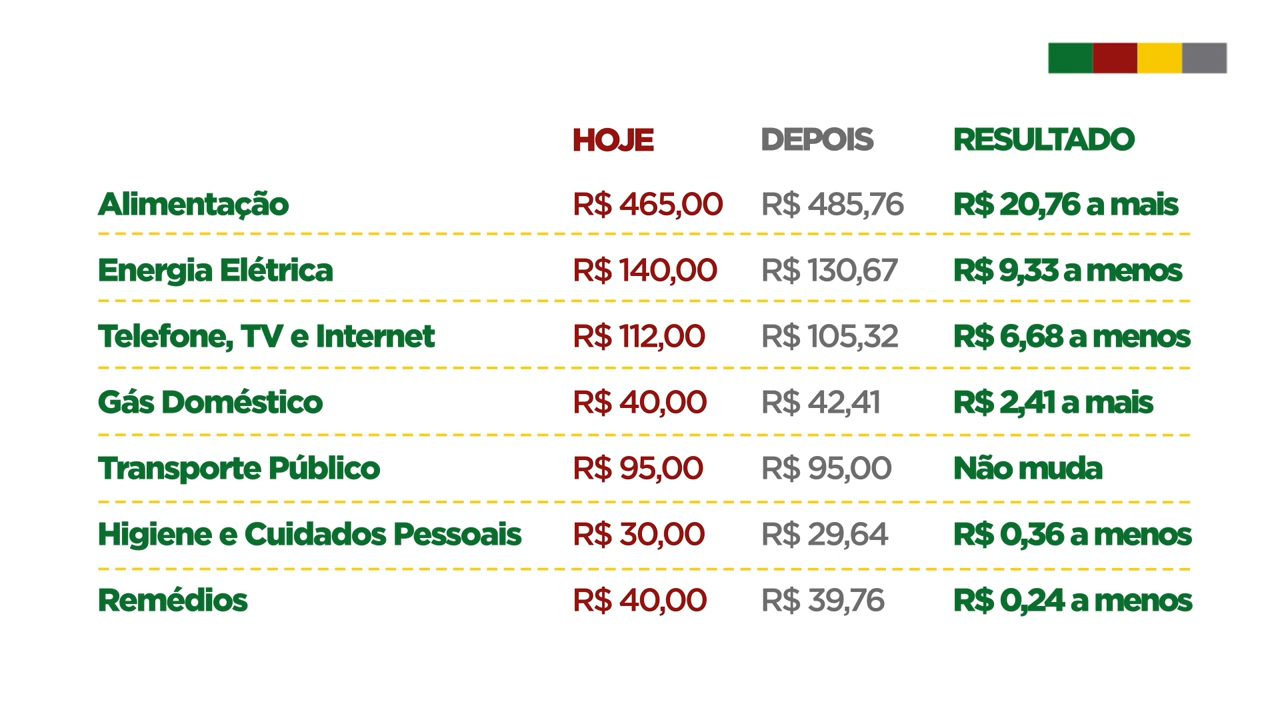 HOJE DEPOIS RESULTADO
Alimentação R$ 465,00 R$ 485,76 R$ 20,76 a mais
Energia Elétrica R$ 140,00 R$ 130,67 R$ 9,33 a menos
Telefone, TV e Internet R$ 112,00 R$ 105,32 R$ 6,68 a menos
Gás Doméstico R$ 40,00 R$ 42,41 R$ 2,41 a mais
Transporte Público R$ 95,00 R$ 95,00 Não muda
Higiene e Cuidados Pessoais R$ 30,00 R$ 29,64 R$ 0,36 a menos
Remédios R$ 40,00 R$ 39,76 R$ 0,24 a menos